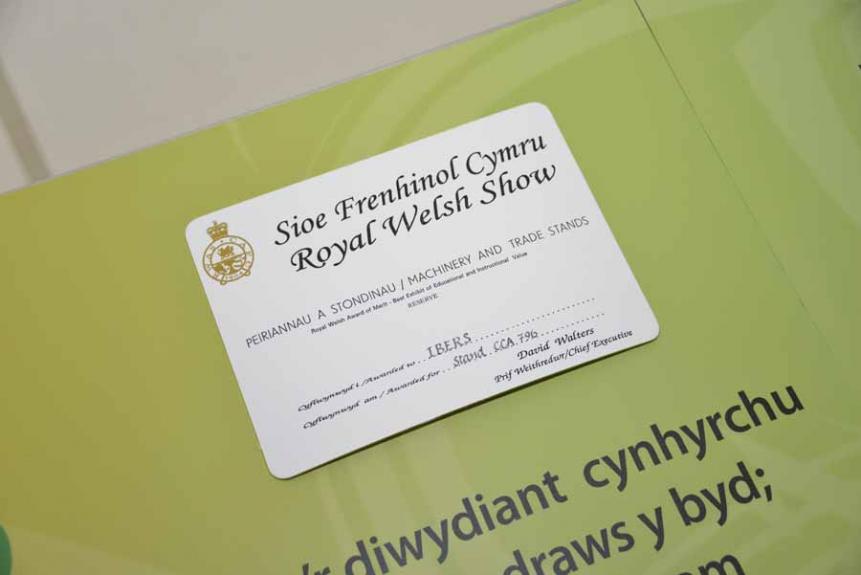 Sioe Frenhinol Cymru
Royal Welsh Show
PEIRIANNAU A STONDINAU / MACHINERY AND TRADE STANDS
Royal Welsh Award of Merit - Best Exhibit of Educational and Instructional Value
RESERVE
Cyflwynwyd i / Awarded to .. IBERS ..............................
Cyflwynwyd am / Awarded for .. Stand CCA 796 ................
David Walters
Prif Weithredwr/Chief Executive
'r diwydiant cynhyrchu
draws y byd;